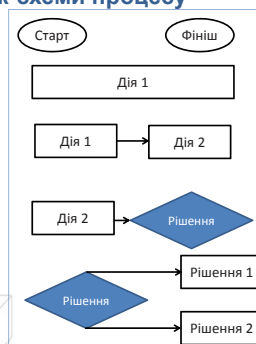 к схеми процесу
Старт
Фініш
Дія 1
Дія 1
Дія 2
Дія 2
Рішення
Рішення 1
Рішення
Рішення 2